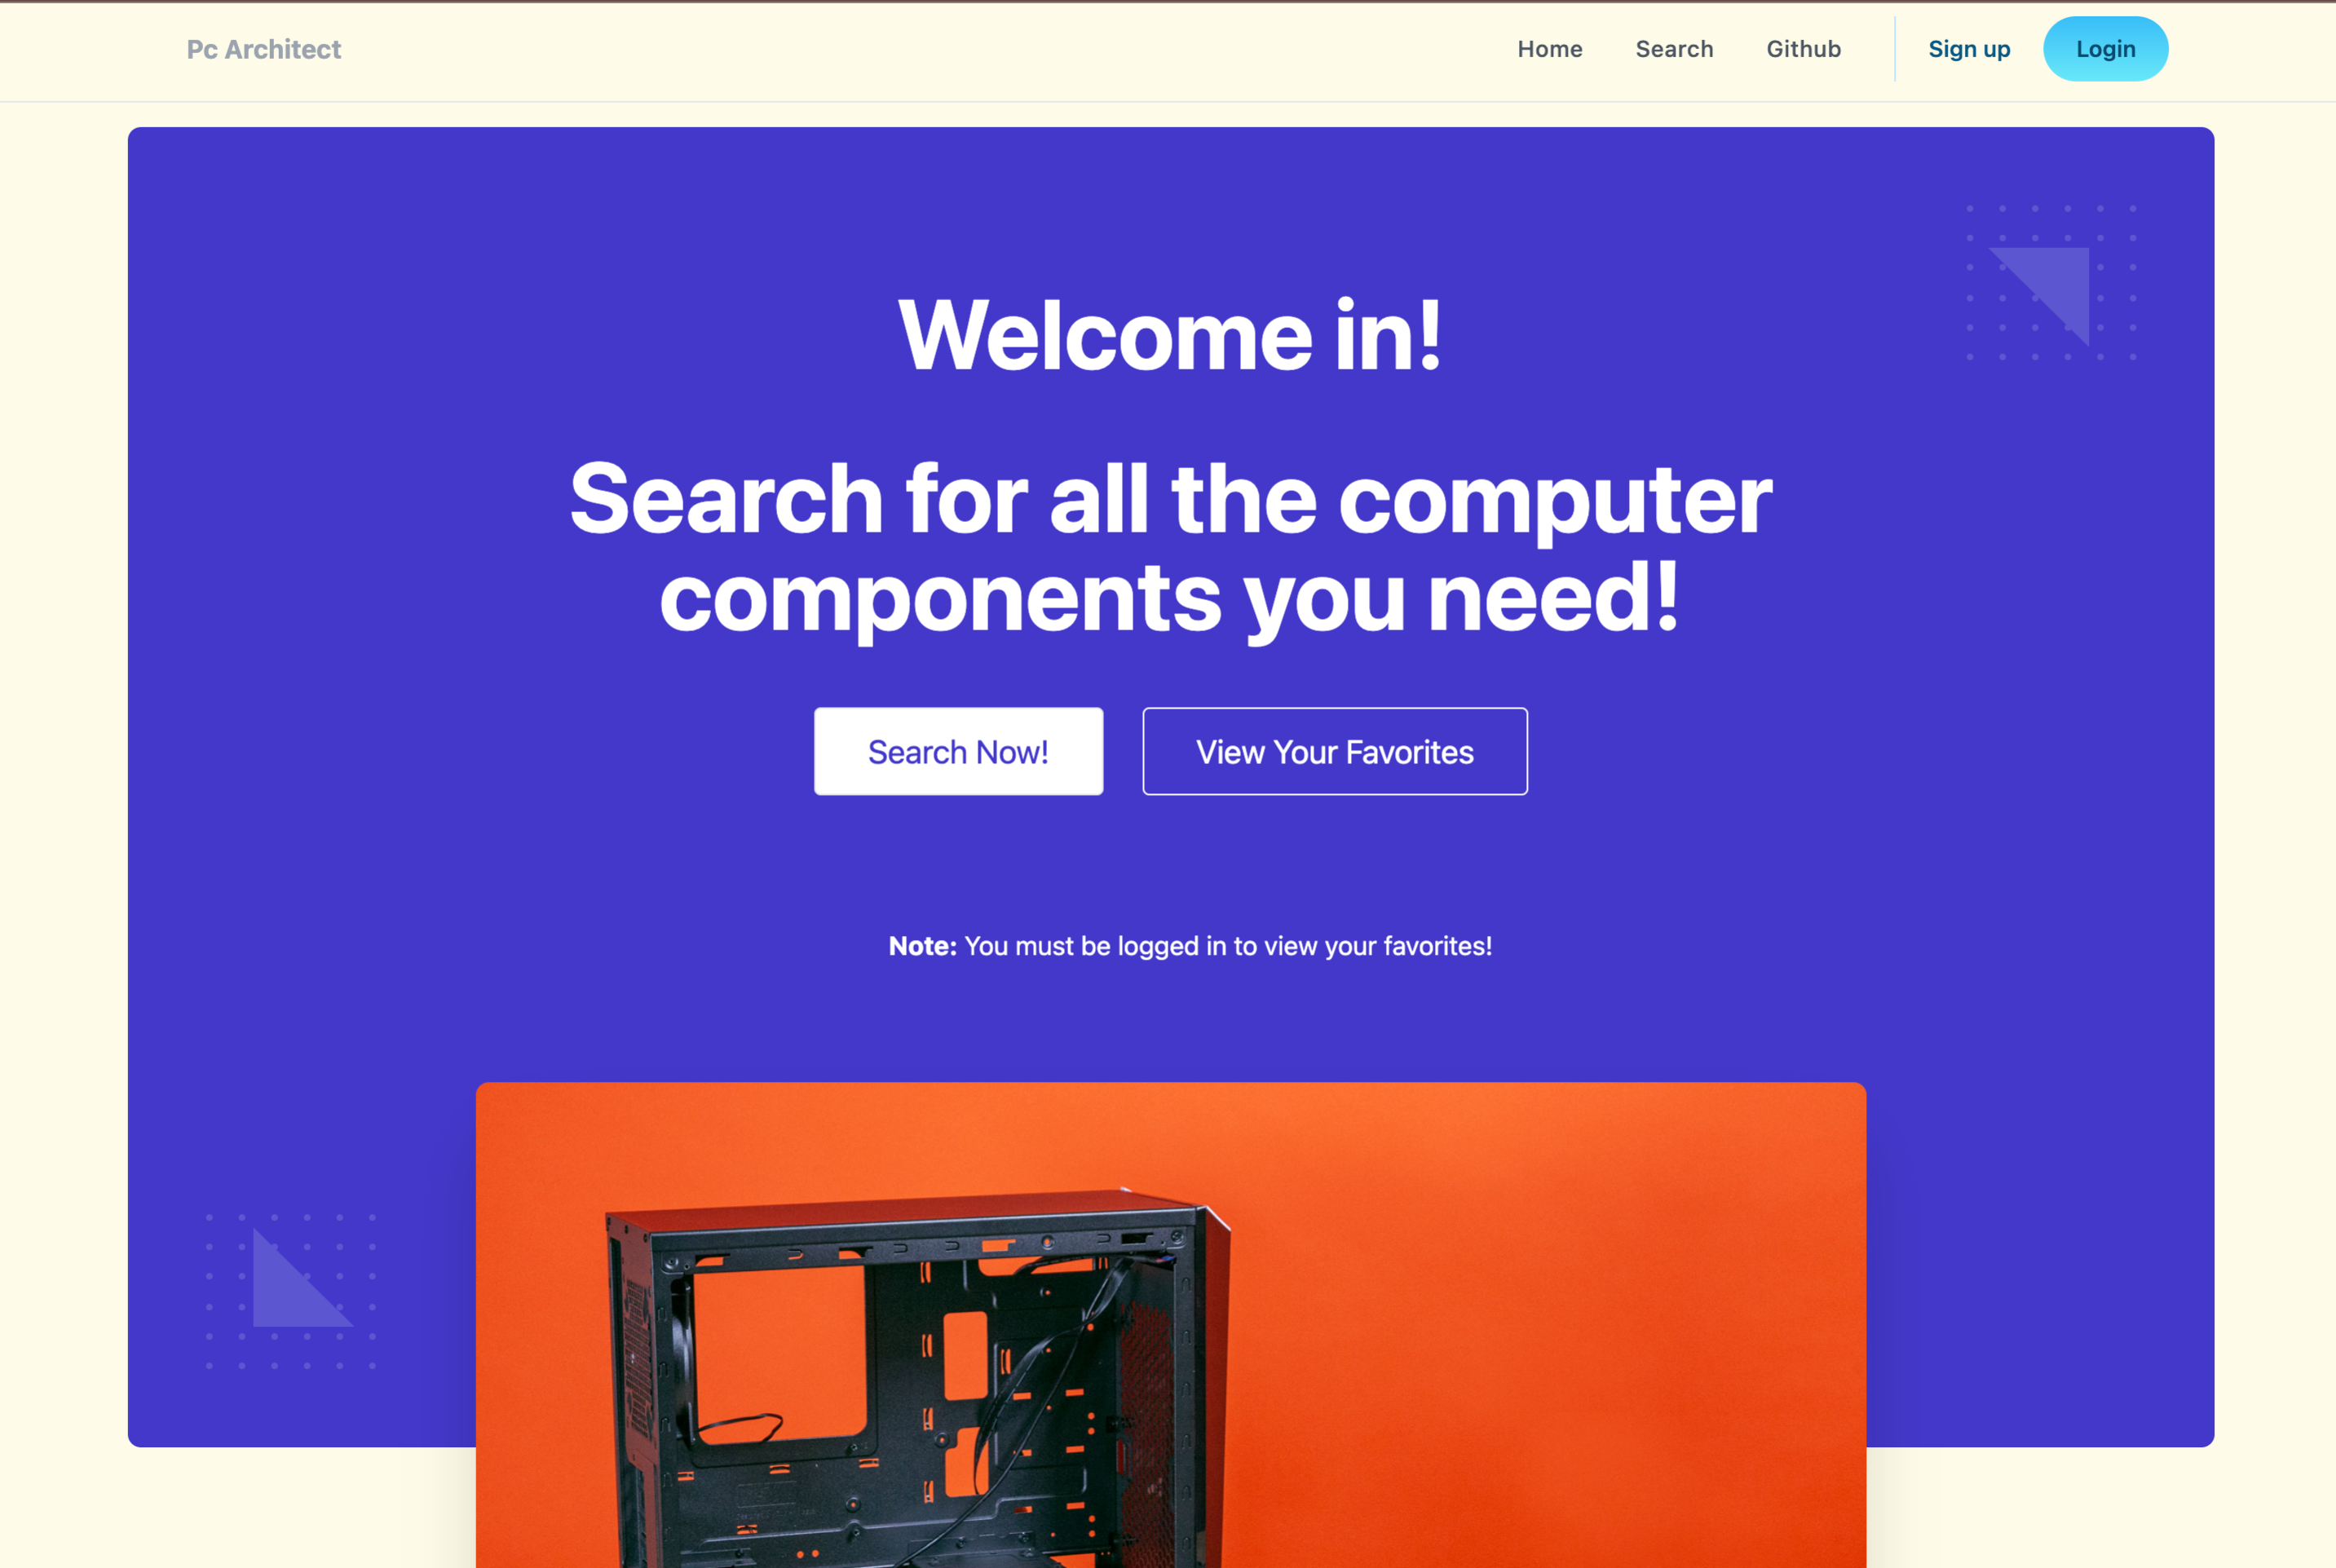 Pc Architect
Home
Search
Github
Sign up
Login
Welcome in!
Search for all the computer
components you need!
Search Now!
View Your Favorites
Note: You must be logged in to view your favorites!